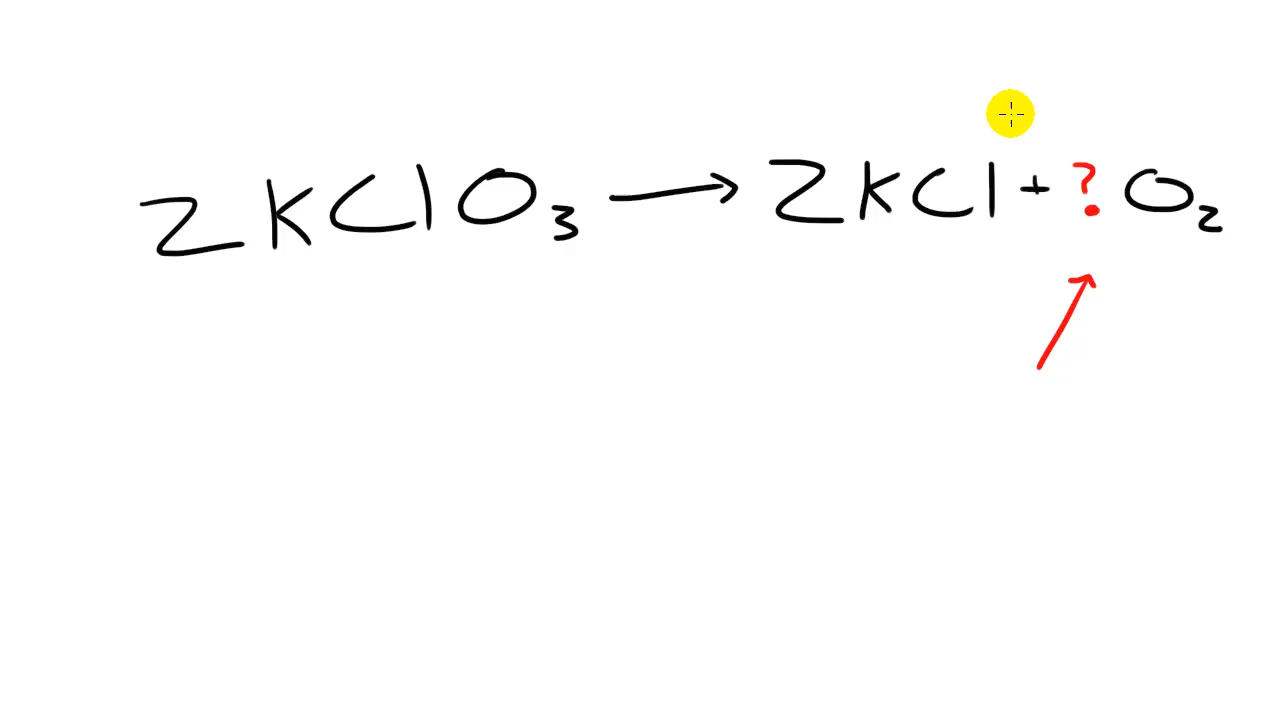 2KClO₃ → 2KCl + ? O₂